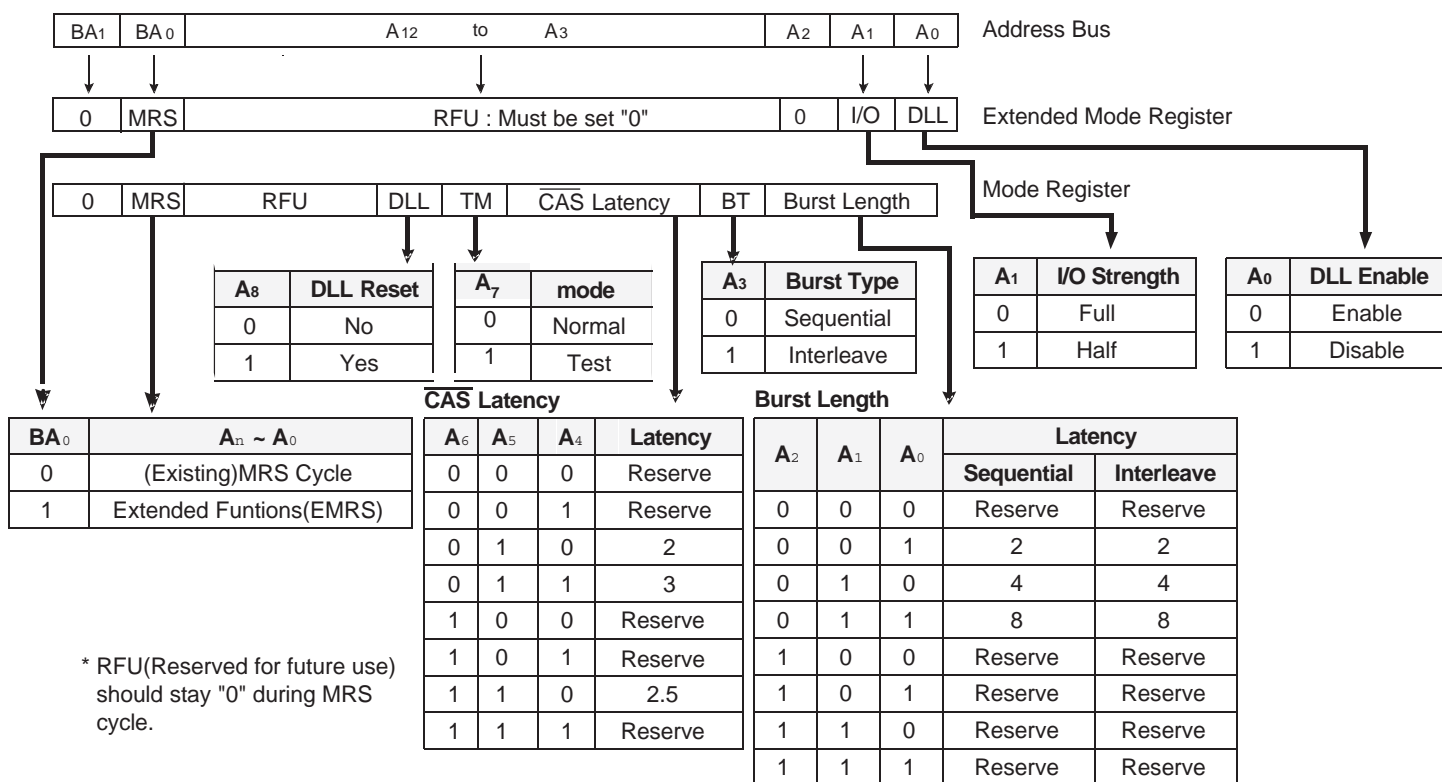 BA1 BA0 A12 to A3 A2 A1 A0 Address Bus
0 MRS RFU : Must be set "0" 0 I/O DLL Extended Mode Register
Mode Register
0 MRS RFU DLL TM CAS Latency BT Burst Length
A8 DLL Reset
0 No
1 Yes
A7 mode
0 Normal
1 Test
A3 Burst Type
0 Sequential
1 Interleave
A1 I/O Strength
0 Full
1 Half
A0 DLL Enable
0 Enable
1 Disable
BA0 An ~ A0
0 (Existing)MRS Cycle
1 Extended Funtions(EMRS)
* RFU(Reserved for future use)
should stay "0" during MRS
cycle.
CAS Latency
A6 A5 A4 Latency
0 0 0 Reserve
0 0 1 Reserve
0 1 0 2
0 1 1 3
1 0 0 Reserve
1 0 1 Reserve
1 1 0 2.5
1 1 1 Reserve
Burst Length
A2 A1 A0 Latency
Sequential Interleave
0 0 0 Reserve Reserve
0 0 1 2 2
0 1 0 4 4
0 1 1 8 8
1 0 0 Reserve Reserve
1 0 1 Reserve Reserve
1 1 0 Reserve Reserve
1 1 1 Reserve Reserve